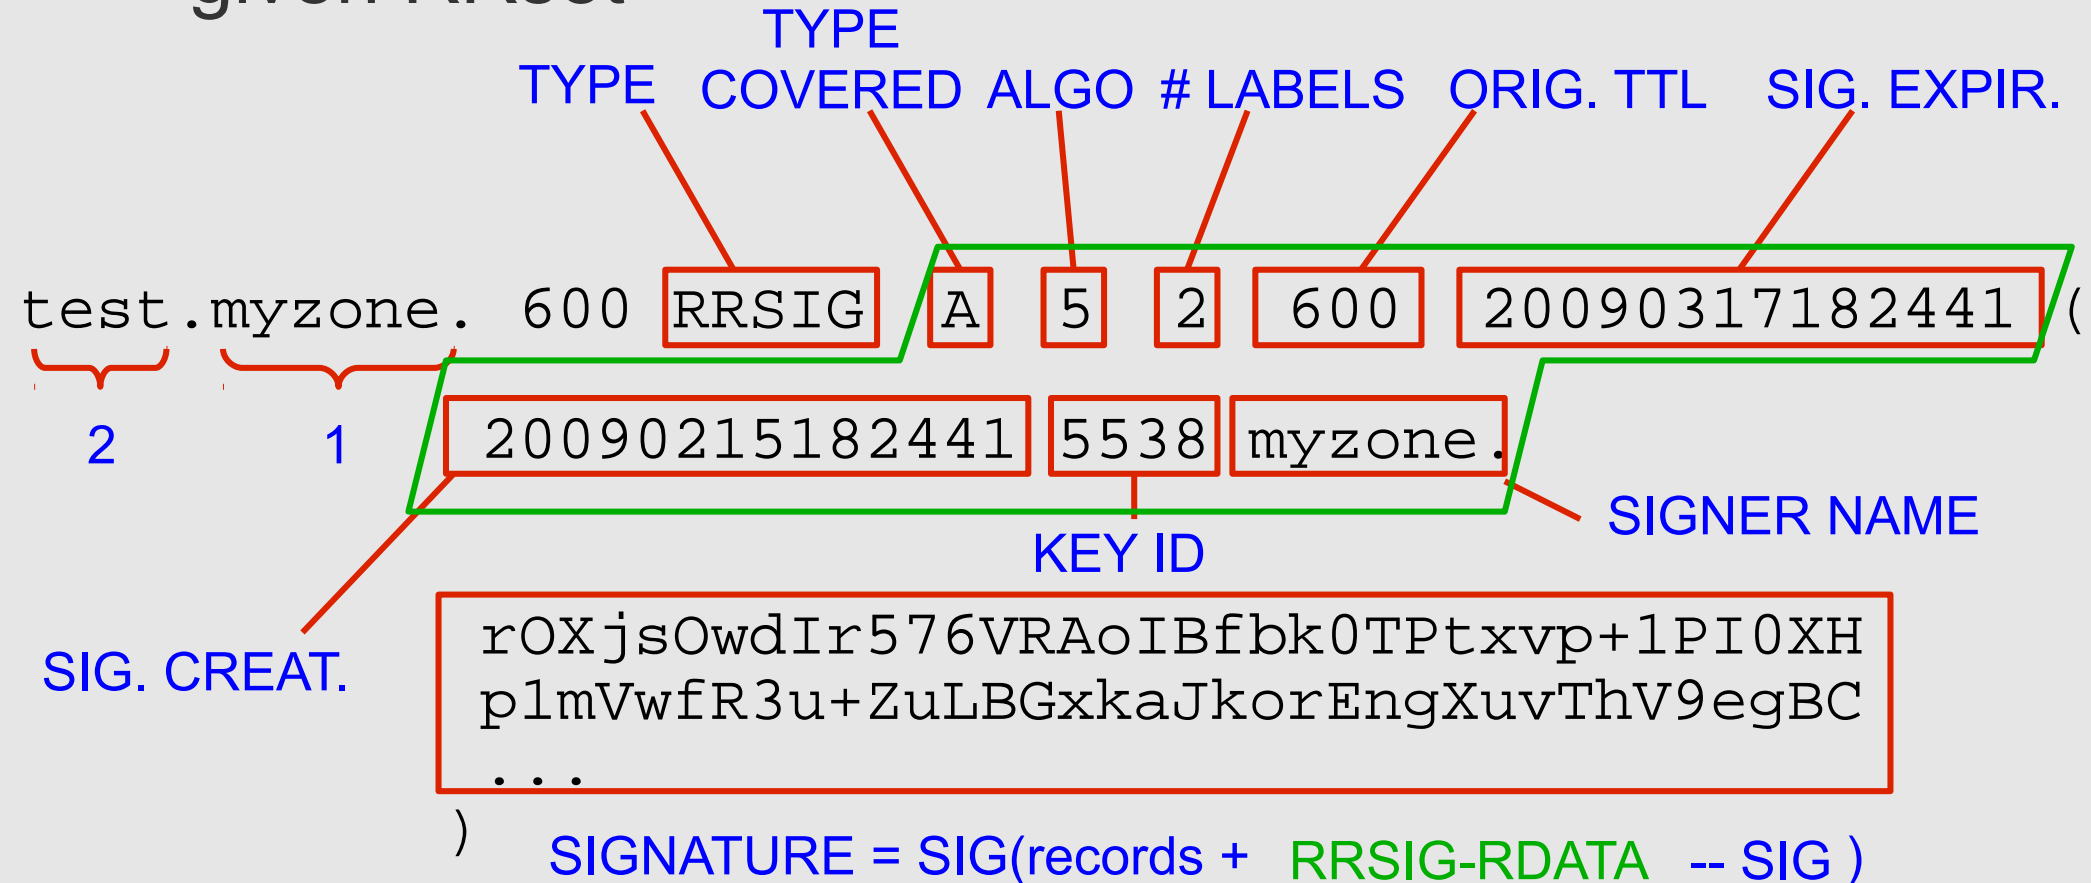 given RRset
TYPE
TYPE COVERED ALGO # LABELS ORIG. TTL SIG. EXPIR.
test.myzone. 600 RRSIG A 5 2 600 20090317182441 (
2 1 20090215182441 5538 myzone.
SIGNER NAME
KEY ID
rOXjsOwdIr576VRAoIBfbk0TPtxvp+1PI0XH
SIG. CREAT.
p1mVwfR3u+ZuLBGxkaJkorEngXuvThV9egBC
...
)
SIGNATURE = SIG(records + RRSIG-RDATA -- SIG )